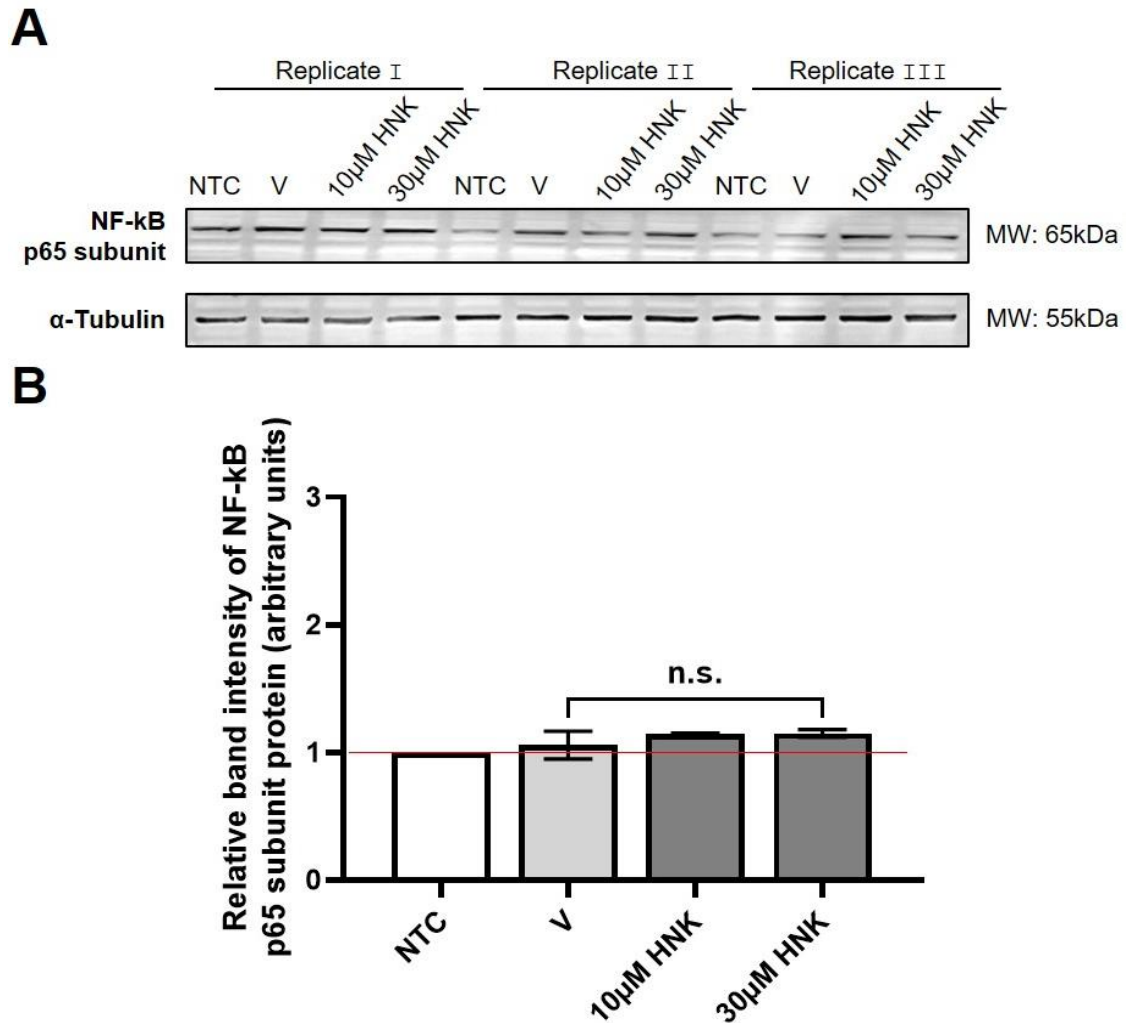 A
Replicate I
Replicate II
Replicate III
NTC V 10µM HNK 30µM HNK NTC V 10µM HNK 30µM HNK NTC V 10µM HNK 30µM HNK
NF-kB
p65 subunit
MW: 65kDa
α-Tubulin
MW: 55kDa
B
Relative band intensity of NF-kB
p65 subunit protein (arbitrary units)
3
2
1
0
n.s.
NTC
V
10µM HNK
30µM HNK